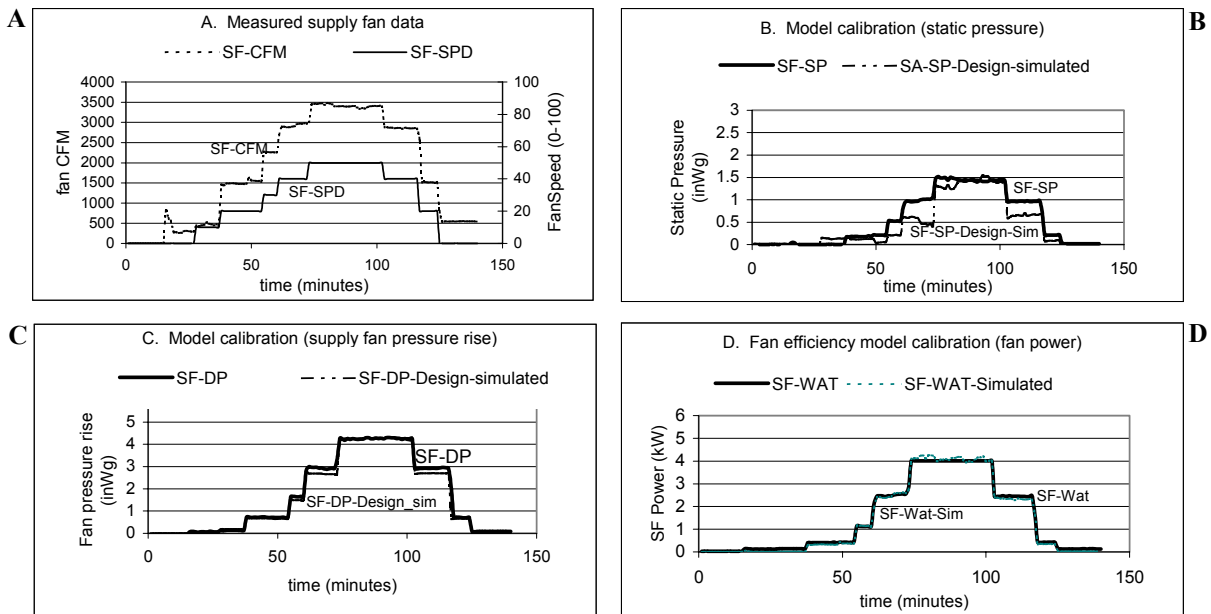 A
A. Measured supply fan data
SF-CFM SF-SPD
fan CFM
4000
3500
3000
2500
2000
1500
1000
500
0
SF-CFM
SF-SPD
100
80
60
40
20
0
FanSpeed (0-100)
0 50 100 150
time (minutes)
B
B. Model calibration (static pressure)
SF-SP SA-SP-Design-simulated
Static Pressure
(inWg)
3
2.5
2
1.5
1
0.5
0
SF-SP
SF-SP-Design-Sim
0 50 100 150
time (minutes)
C
C. Model calibration (supply fan pressure rise)
SF-DP SF-DP-Design-simulated
Fan pressure rise
(inWg)
5
4
3
2
1
0
SF-DP
SF-DP-Design_sim
0 50 100 150
time (minutes)
D
D. Fan efficiency model calibration (fan power)
SF-WAT SF-WAT-Simulated
SF Power (kW)
6
5
4
3
2
1
0
SF-Wat
SF-Wat-Sim
0 50 100 150
time (minutes)